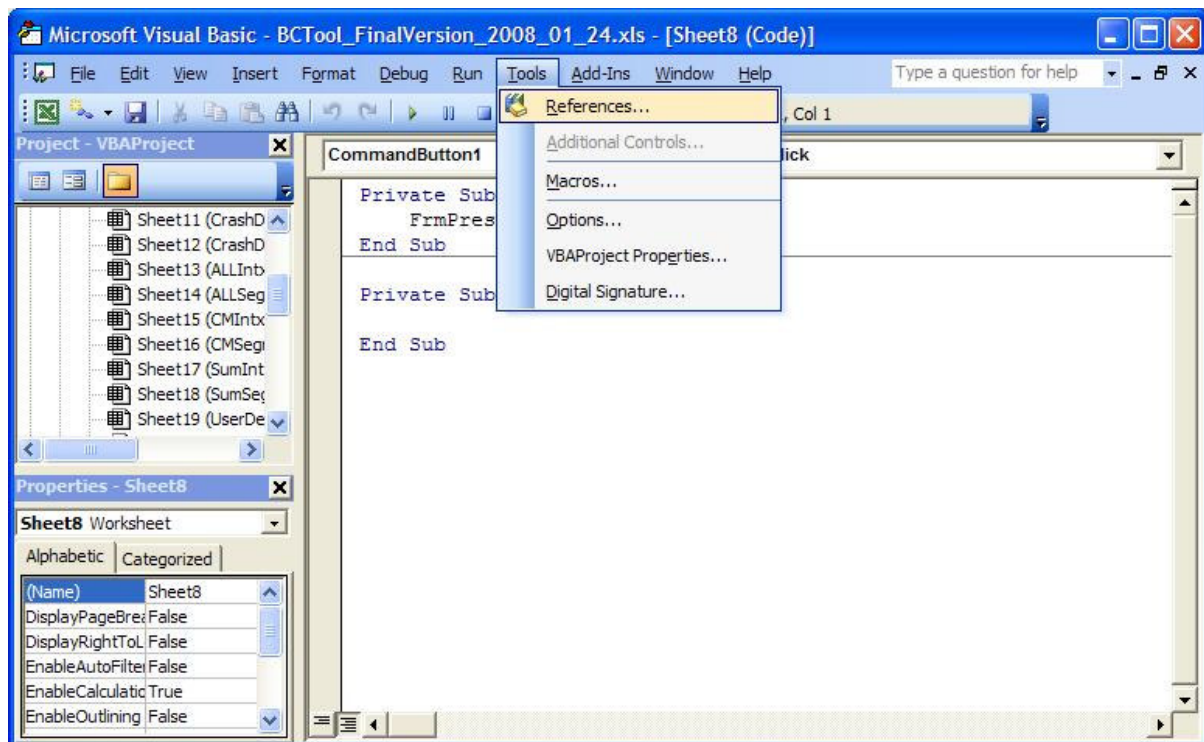 Microsoft Visual Basic - BCTool_FinalVersion_2008_01_24.xls - [Sheet8 (Code)]
File Edit View Insert Format Debug Run Tools Add-Ins Window Help Type a question for help
, Col 1
References...
Additional Controls...
Macros...
Options...
VBAProject Properties...
Digital Signature...
Project - VBAProject
Sheet11 (CrashD
Sheet12 (CrashD
Sheet13 (ALLIntx
Sheet14 (ALLSeg
Sheet15 (CMIntx
Sheet16 (CMSegr
Sheet17 (SumInt
Sheet18 (SumSeg
Sheet19 (UserDe
CommandButton1 lick
Private Sub
FrmPres
End Sub
Private Sub
End Sub
Properties - Sheet8
Sheet8 Worksheet
Alphabetic Categorized
(Name) Sheet8
DisplayPageBrea False
DisplayRightToL False
EnableAutoFilter False
EnableCalculatic True
EnableOutlining False